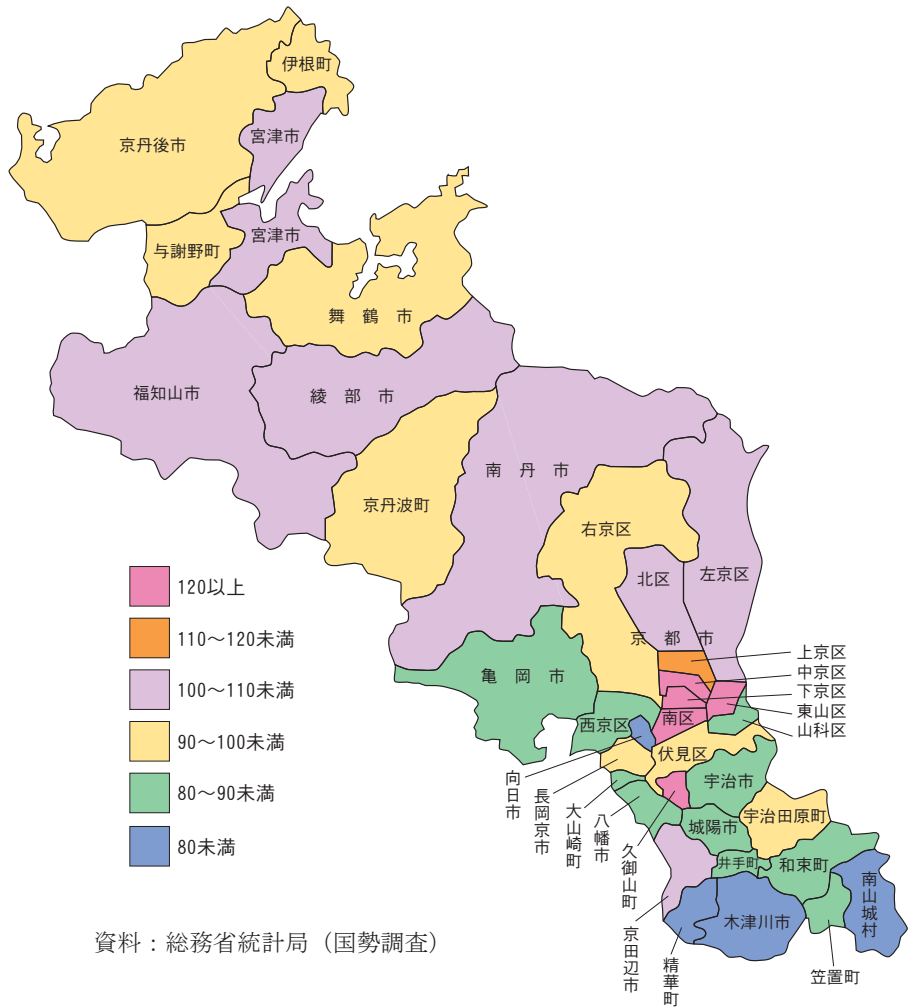 伊根町
京丹後市
宮津市
与謝野町
宮津市
舞鶴市
福知山市
綾部市
南丹市
京丹波町
右京区
北区
左京区
京都市
亀岡市
西京区
南区
伏見区
上京区
中京区
下京区
東山区
山科区
宇治市
宇治田原町
城陽市
井手町
和束町
木津川市
南山城村
向日市
長岡京市
大山崎町
八幡市
久御山町
京田辺市
精華町
笠置町
120以上
110～120未満
100～110未満
90～100未満
80～90未満
80未満
資料：総務省統計局（国勢調査）